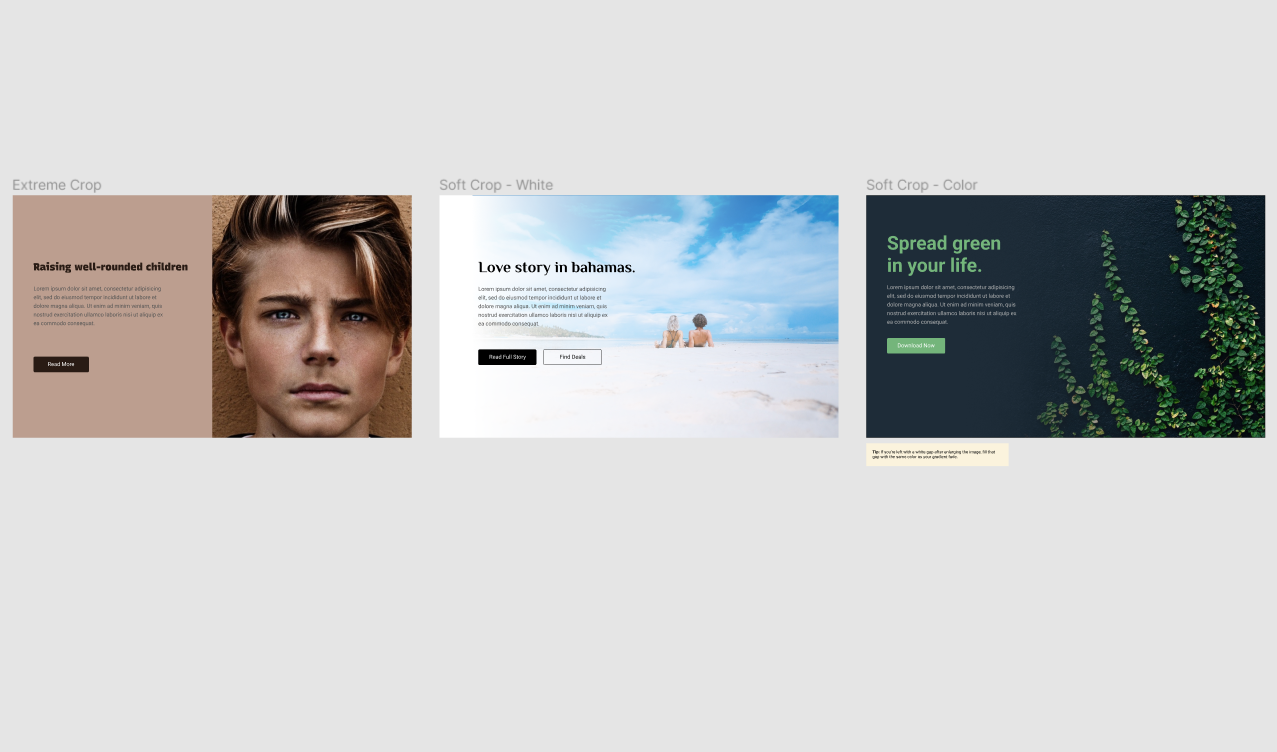 Extreme Crop
Raising well-rounded children
Lorem ipsum dolor sit amet, consectetur adipisicing
elit, sed do eiusmod tempor incididunt ut labore et
dolore magna aliqua. Ut enim ad minim veniam, quis
nostrud exercitation ullamco laboris nisi ut aliquip ex
ea commodo consequat.
Read More
Soft Crop - White
Love story in bahamas.
Lorem ipsum dolor sit amet, consectetur adipisicing
elit, sed do eiusmod tempor incididunt ut labore et
dolore magna aliqua. Ut enim ad minim veniam, quis
nostrud exercitation ullamco laboris nisi ut aliquip ex
ea commodo consequat.
Read Full Story
Find Deals
Soft Crop - Color
Spread green
in your life.
Lorem ipsum dolor sit amet, consectetur adipisicing
elit, sed do eiusmod tempor incididunt ut labore et
dolore magna aliqua. Ut enim ad minim veniam, quis
nostrud exercitation ullamco laboris nisi ut aliquip ex
ea commodo consequat.
Download Now
Tip: If you're left with a white gap after enlarging the image, fill that
gap with the same color as your gradient fade.